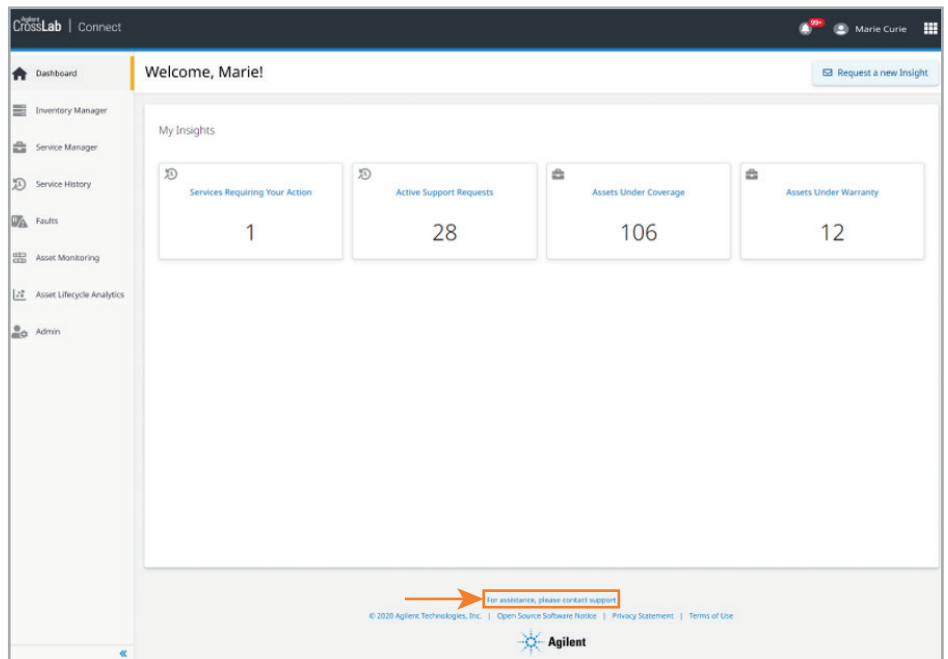 Agilent
CrossLab | Connect
99+
Marie Curie
Dashboard
Welcome, Marie!
Request a new Insight
Inventory Manager
Service Manager
Service History
Faults
Asset Monitoring
Asset Lifecycle Analytics
Admin
My Insights
Services Requiring Your Action
Active Support Requests
Assets Under Coverage
Assets Under Warranty
1
28
106
12
For assistance, please contact support
© 2020 Agilent Technologies, Inc. | Open Source Software Notice | Privacy Statement | Terms of Use
Agilent